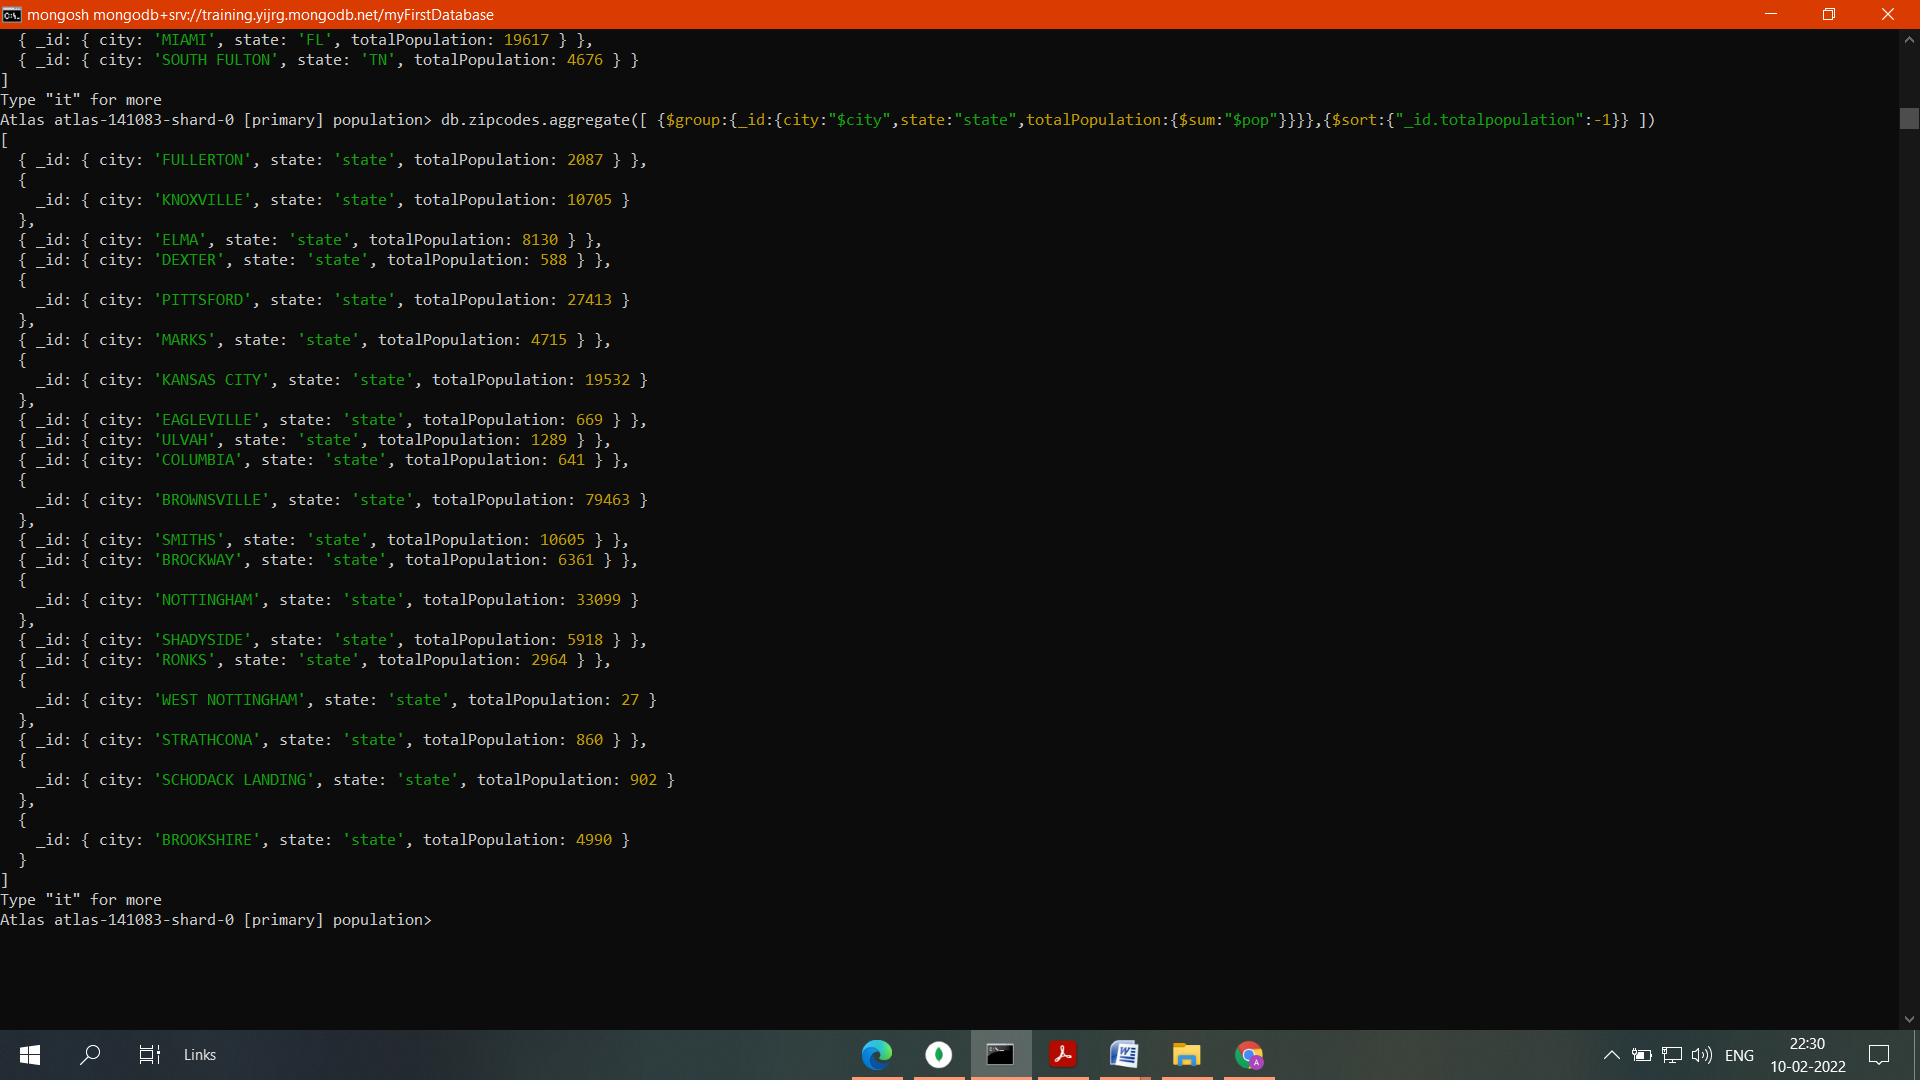 mongosh mongodb+srv://training.yijrg.mongodb.net/myFirstDatabase
{ _id: { city: 'MIAMI', state: 'FL', totalPopulation: 19617 } },
{ _id: { city: 'SOUTH FULTON', state: 'TN', totalPopulation: 4676 } }
]
Type "it" for more
Atlas atlas-141083-shard-0 [primary] population> db.zipcodes.aggregate([ {$group:{_id:{city:"$city",state:"state",totalPopulation:{$sum:"$pop"}}}},{$sort:{"_id.totalpopulation":-1}} ])
[
{ _id: { city: 'FULLERTON', state: 'state', totalPopulation: 2087 } },
{
_id: { city: 'KNOXVILLE', state: 'state', totalPopulation: 10705 }
},
{ _id: { city: 'ELMA', state: 'state', totalPopulation: 8130 } },
{ _id: { city: 'DEXTER', state: 'state', totalPopulation: 588 } },
{
_id: { city: 'PITTSFORD', state: 'state', totalPopulation: 27413 }
},
{ _id: { city: 'MARKS', state: 'state', totalPopulation: 4715 } },
{
_id: { city: 'KANSAS CITY', state: 'state', totalPopulation: 19532 }
},
{ _id: { city: 'EAGLEVILLE', state: 'state', totalPopulation: 669 } },
{ _id: { city: 'ULVAH', state: 'state', totalPopulation: 1289 } },
{ _id: { city: 'COLUMBIA', state: 'state', totalPopulation: 641 } },
{
_id: { city: 'BROWNSVILLE', state: 'state', totalPopulation: 79463 }
},
{ _id: { city: 'SMITHS', state: 'state', totalPopulation: 10605 } },
{ _id: { city: 'BROCKWAY', state: 'state', totalPopulation: 6361 } },
{
_id: { city: 'NOTTINGHAM', state: 'state', totalPopulation: 33099 }
},
{ _id: { city: 'SHADYSIDE', state: 'state', totalPopulation: 5918 } },
{ _id: { city: 'RONKS', state: 'state', totalPopulation: 2964 } },
{
_id: { city: 'WEST NOTTINGHAM', state: 'state', totalPopulation: 27 }
},
{ _id: { city: 'STRATHCONA', state: 'state', totalPopulation: 860 } },
{
_id: { city: 'SCHODACK LANDING', state: 'state', totalPopulation: 902 }
},
{
_id: { city: 'BROOKSHIRE', state: 'state', totalPopulation: 4990 }
}
]
Type "it" for more
Atlas atlas-141083-shard-0 [primary] population>
Links
ENG
22:30
10-02-2022